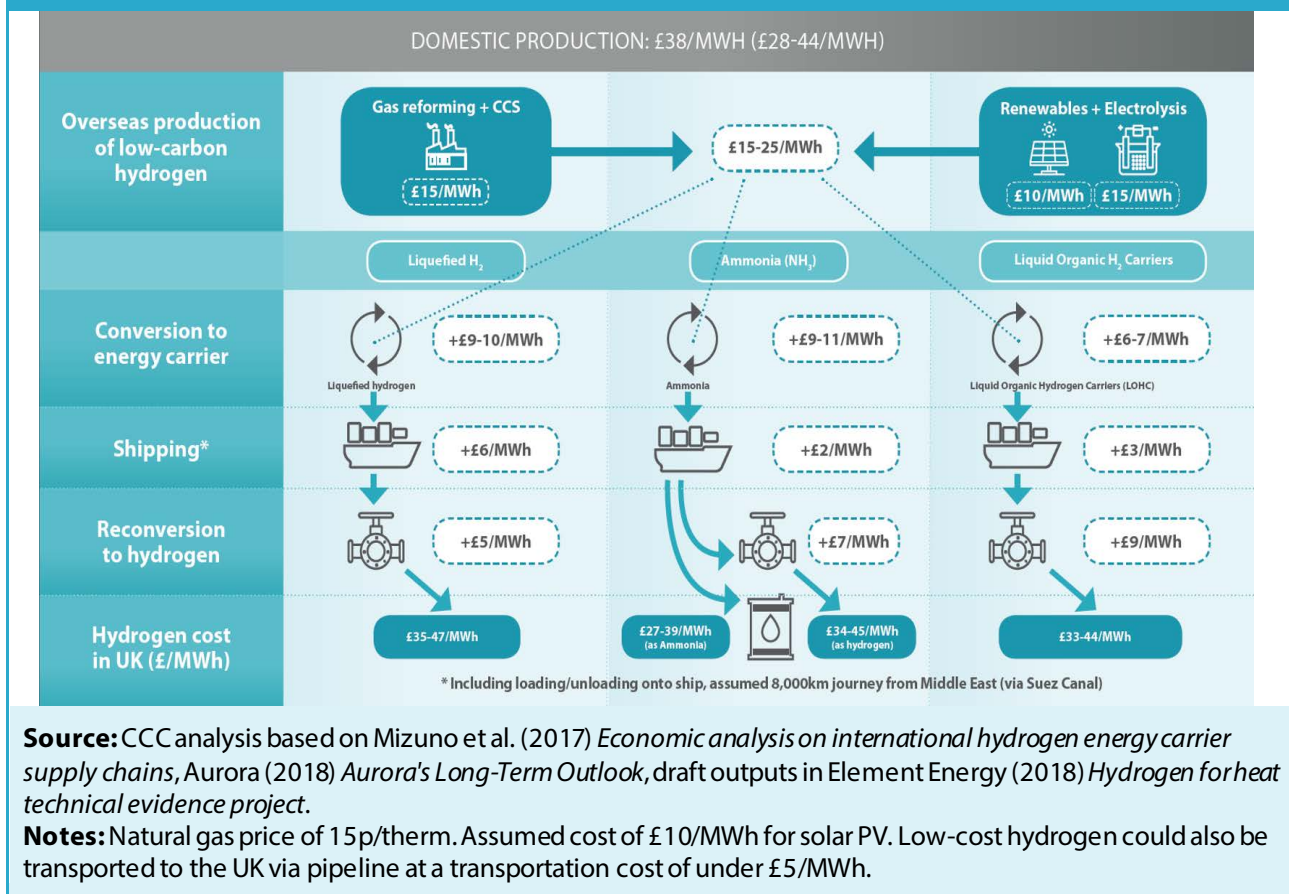 DOMESTIC PRODUCTION: £38/MWH (£28-44/MWH)
Overseas production
of low-carbon
hydrogen
Gas reforming + CCS
£15/MWh
£15-25/MWh
Renewables + Electrolysis
£10/MWh
£15/MWh
Liquefied H₂
Ammonia (NH₃)
Liquid Organic H₂ Carriers
Conversion to
energy carrier
+£9-10/MWh
Liquefied hydrogen
+£9-11/MWh
Ammonia
+£6-7/MWh
Liquid Organic Hydrogen Carriers (LOHC)
Shipping*
+£6/MWh
+£2/MWh
+£3/MWh
Reconversion
to hydrogen
+£5/MWh
+£7/MWh
+£9/MWh
Hydrogen cost
in UK (£/MWh)
£35-47/MWh
£27-39/MWh
(as Ammonia)
£34-45/MWh
(as hydrogen)
£33-44/MWh
*Including loading/unloading onto ship, assumed 8,000km journey from Middle East (via Suez Canal)
Source: CCC analysis based on Mizuno et al. (2017) Economic analysis on international hydrogen energy carrier
supply chains, Aurora (2018) Aurora's Long-Term Outlook, draft outputs in Element Energy (2018) Hydrogen for heat
technical evidence project.
Notes: Natural gas price of 15p/therm. Assumed cost of £10/MWh for solar PV. Low-cost hydrogen could also be
transported to the UK via pipeline at a transportation cost of under £5/MWh.